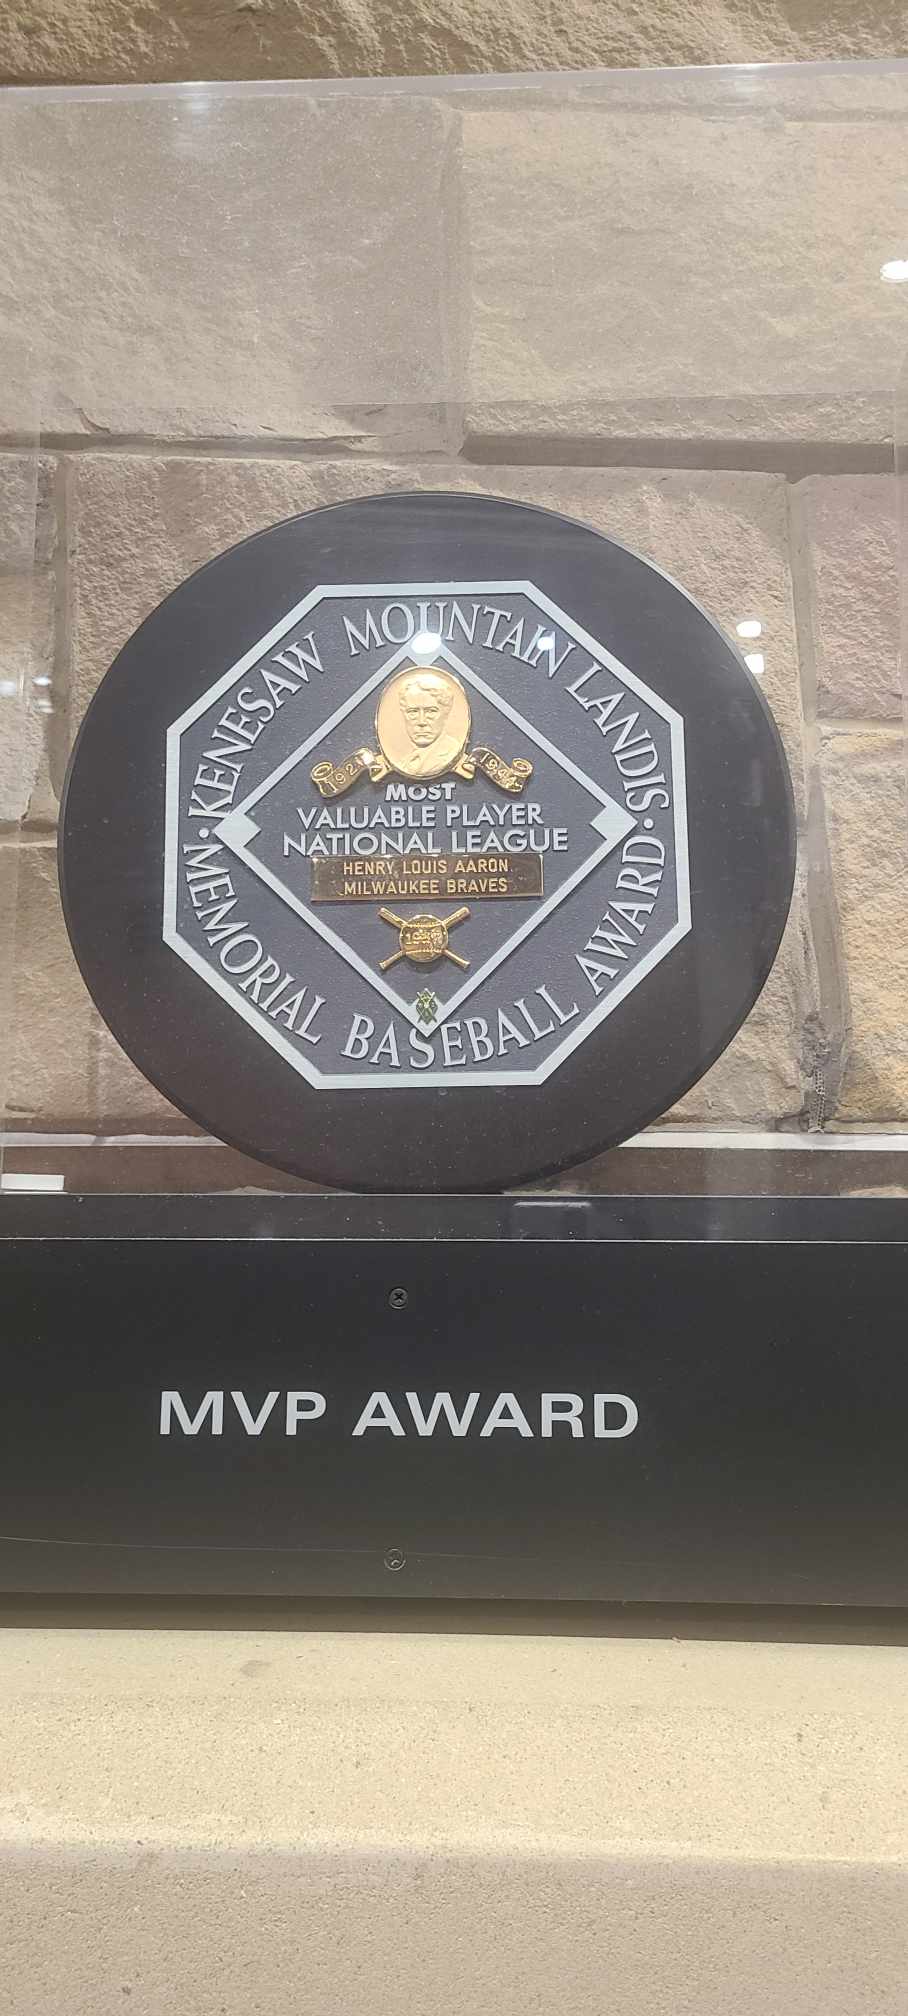 KENESAW MOUNTAIN LANDIS
MEMORIAL BASEBALL AWARD
1944
MOST
VALUABLE PLAYER
NATIONAL LEAGUE
HENRY LOUIS AARON
MILWAUKEE BRAVES
MVP AWARD